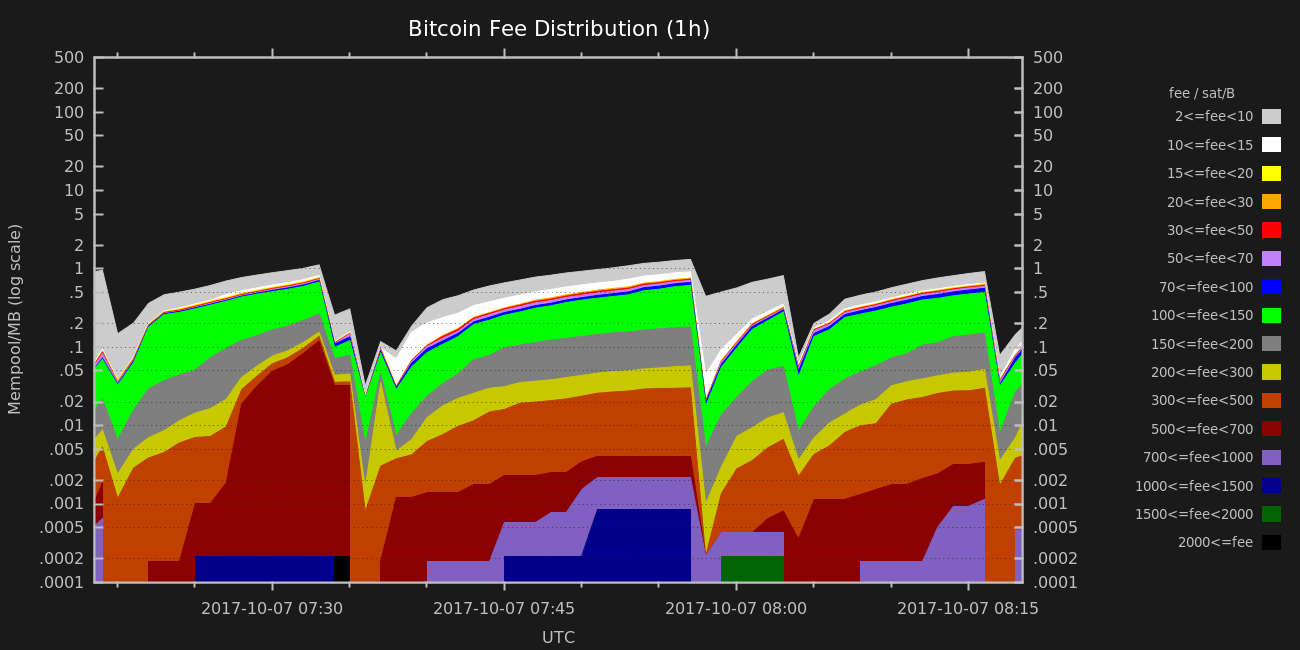 Bitcoin Fee Distribution (1h)
500 500
200 200
100 100
50 50
20 20
10 10
5 5
2 2
1 1
.5 .5
.2 .2
.1 .1
.05 .05
.02 .02
.01 .01
.005 .005
.002 .002
.001 .001
.0005 .0005
.0002 .0002
.0001 .0001
Mempool/MB (log scale)
2017-10-07 07:30 2017-10-07 07:45 2017-10-07 08:00 2017-10-07 08:15
UTC
fee / sat/B
2<=fee<10
10<=fee<15
15<=fee<20
20<=fee<30
30<=fee<50
50<=fee<70
70<=fee<100
100<=fee<150
150<=fee<200
200<=fee<300
300<=fee<500
500<=fee<700
700<=fee<1000
1000<=fee<1500
1500<=fee<2000
2000<=fee